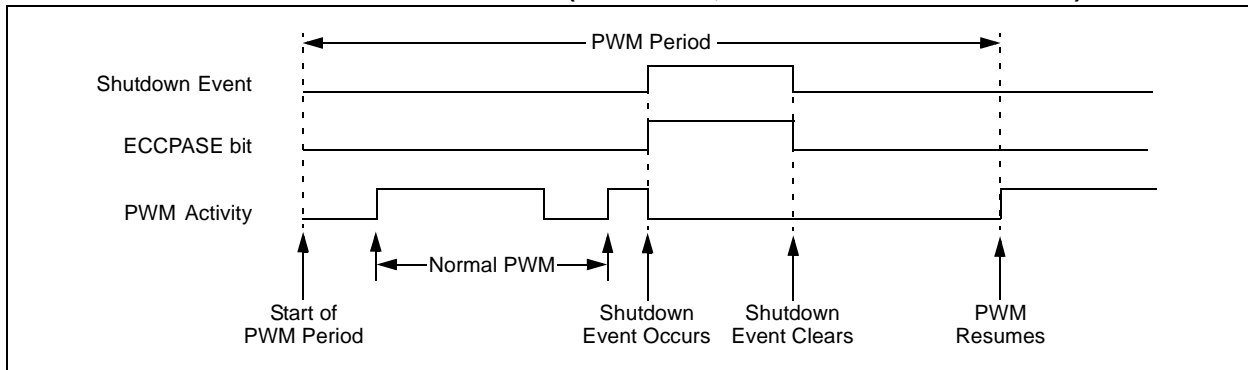 PWM Period
Shutdown Event
ECCPASE bit
PWM Activity
Normal PWM
Start of
PWM Period
Shutdown
Event Occurs
Shutdown
Event Clears
PWM
Resumes